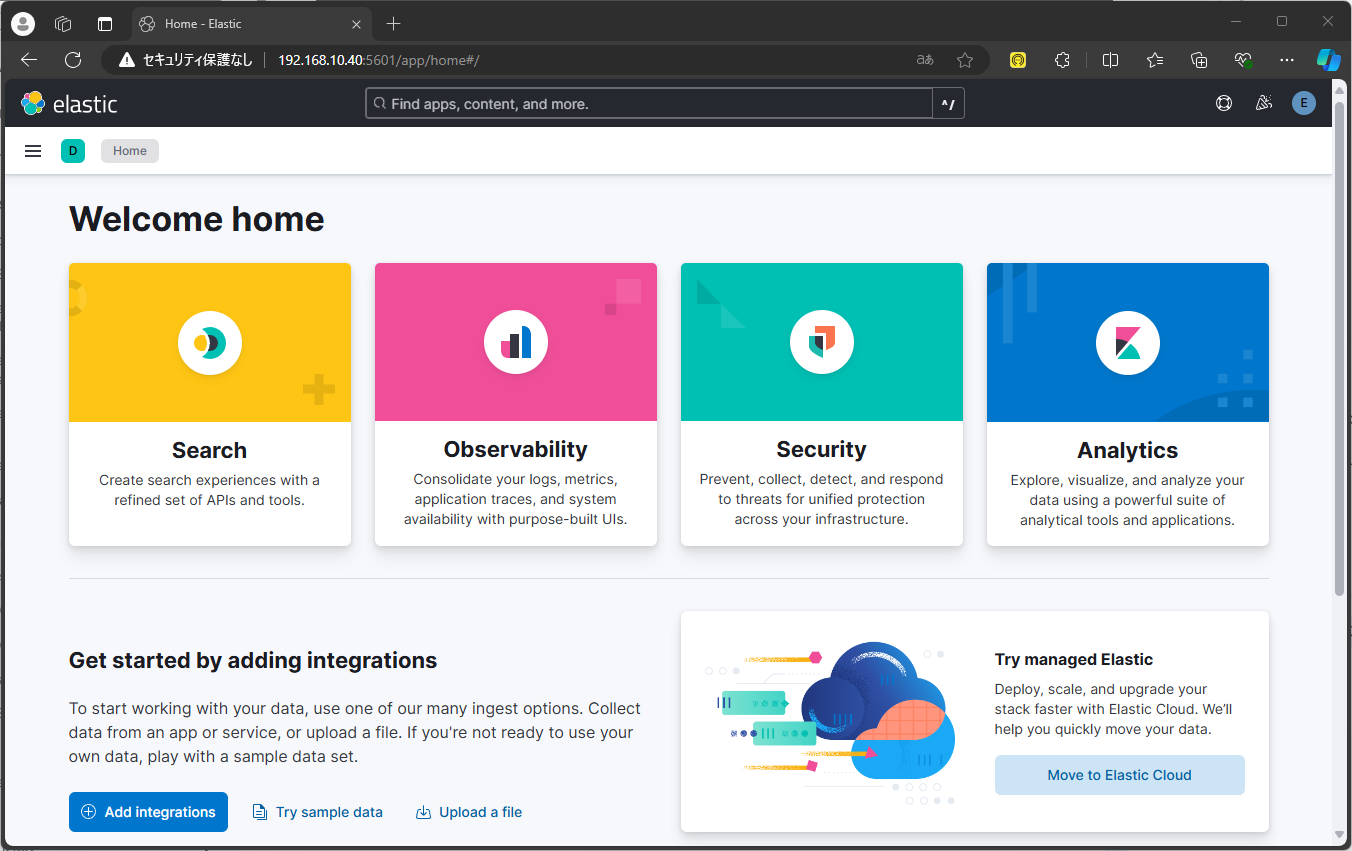 Home - Elastic
セキュリティ保護なし 192.168.10.40:5601/app/home#/ aあ
elastic
Find apps, content, and more.
^/
E
D
Home
Welcome home
Search
Create search experiences with a
refined set of APIs and tools.
Observability
Consolidate your logs, metrics,
application traces, and system
availability with purpose-built UIs.
Security
Prevent, collect, detect, and respond
to threats for unified protection
across your infrastructure.
Analytics
Explore, visualize, and analyze your
data using a powerful suite of
analytical tools and applications.
Get started by adding integrations
To start working with your data, use one of our many ingest options. Collect
data from an app or service, or upload a file. If you're not ready to use your
own data, play with a sample data set.
Add integrations
Try sample data
Upload a file
Try managed Elastic
Deploy, scale, and upgrade your
stack faster with Elastic Cloud. We’ll
help you quickly move your data.
Move to Elastic Cloud